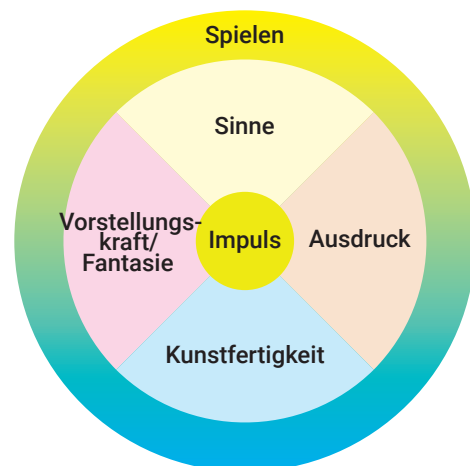 Spielen
Sinne
Vorstellungs-
kraft/
Fantasie
Impuls
Ausdruck
Kunstfertigkeit